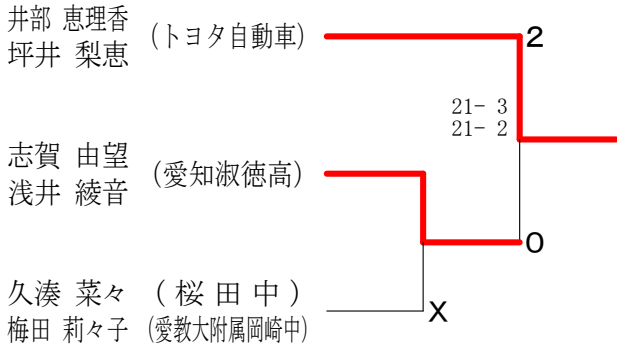 井部 恵理香
坪井 梨恵
(トヨタ自動車)
2
21- 3
21- 2
志賀 由望
浅井 綾音
(愛知淑徳高)
0
久湊 菜々 (桜田中)
梅田 莉々子 (愛教大附属岡崎中)
X